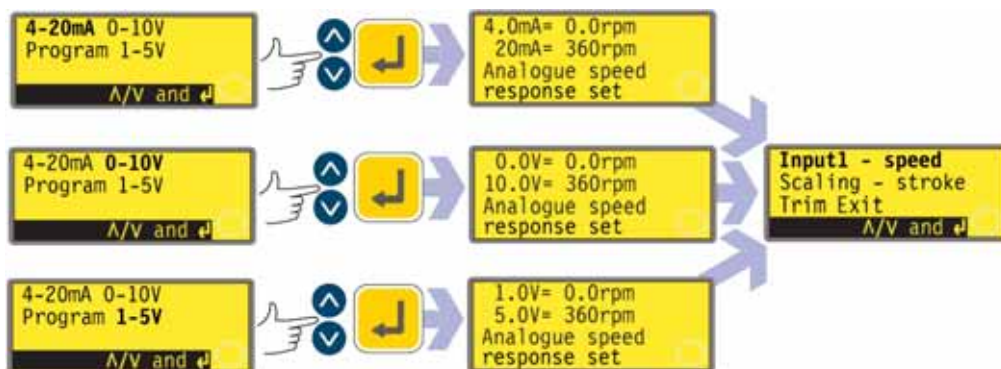 4-20mA 0-10V
Program 1-5V
∧/∨ and ↵
4.0mA= 0.0rpm
20mA= 360rpm
Analogue speed
response set
4-20mA 0-10V
Program 1-5V
∧/∨ and ↵
0.0V= 0.0rpm
10.0V= 360rpm
Analogue speed
response set
Input1 - speed
Scaling - stroke
Trim Exit
∧/∨ and ↵
4-20mA 0-10V
Program 1-5V
∧/∨ and ↵
1.0V= 0.0rpm
5.0V= 360rpm
Analogue speed
response set